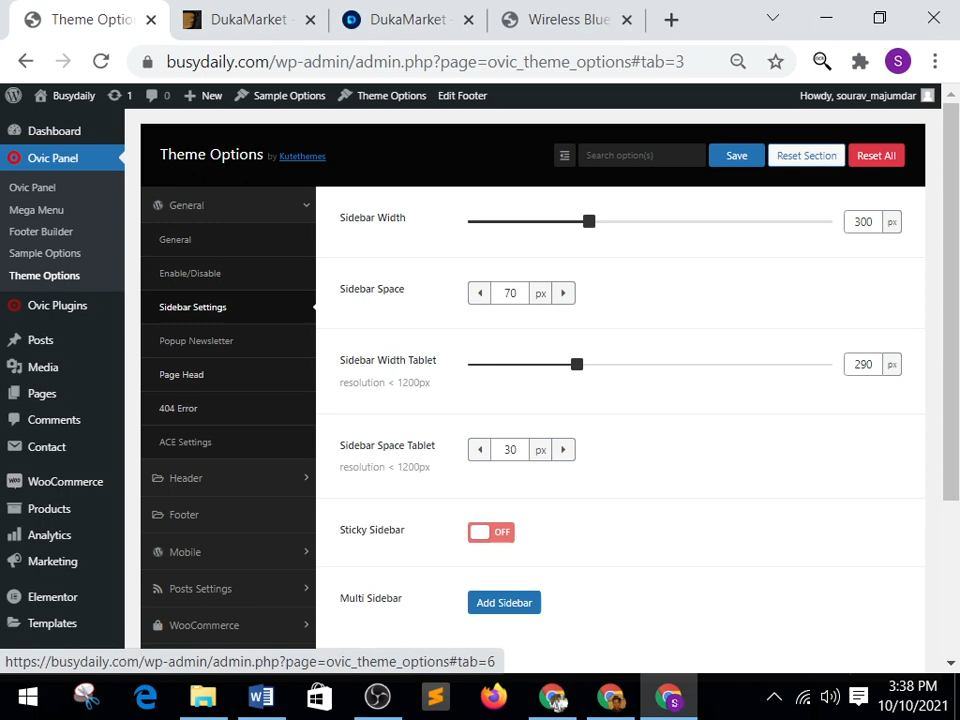 Theme Optio
DukaMarket
DukaMarket
Wireless Blue
busydaily.com/wp-admin/admin.php?page=ovic_theme_options#tab=3
S
Busydaily
1
0
New
Sample Options
Theme Options
Edit Footer
Howdy, sourav_majumdar
Dashboard
Ovic Panel
Ovic Panel
Mega Menu
Footer Builder
Sample Options
Theme Options
Ovic Plugins
Posts
Media
Pages
Comments
Contact
WooCommerce
Products
Analytics
Marketing
Elementor
Templates
Theme Options by Kutethemes
Search option(s)
Save
Reset Section
Reset All
General
General
Enable/Disable
Sidebar Settings
Popup Newsletter
Page Head
404 Error
ACE Settings
Header
Footer
Mobile
Posts Settings
WooCommerce
Sidebar Width
300 px
Sidebar Space
70 px
Sidebar Width Tablet
resolution < 1200px
290 px
Sidebar Space Tablet
resolution < 1200px
30 px
Sticky Sidebar
OFF
Multi Sidebar
Add Sidebar
https://busydaily.com/wp-admin/admin.php?page=ovic_theme_options#tab=6
3:38 PM
10/10/2021